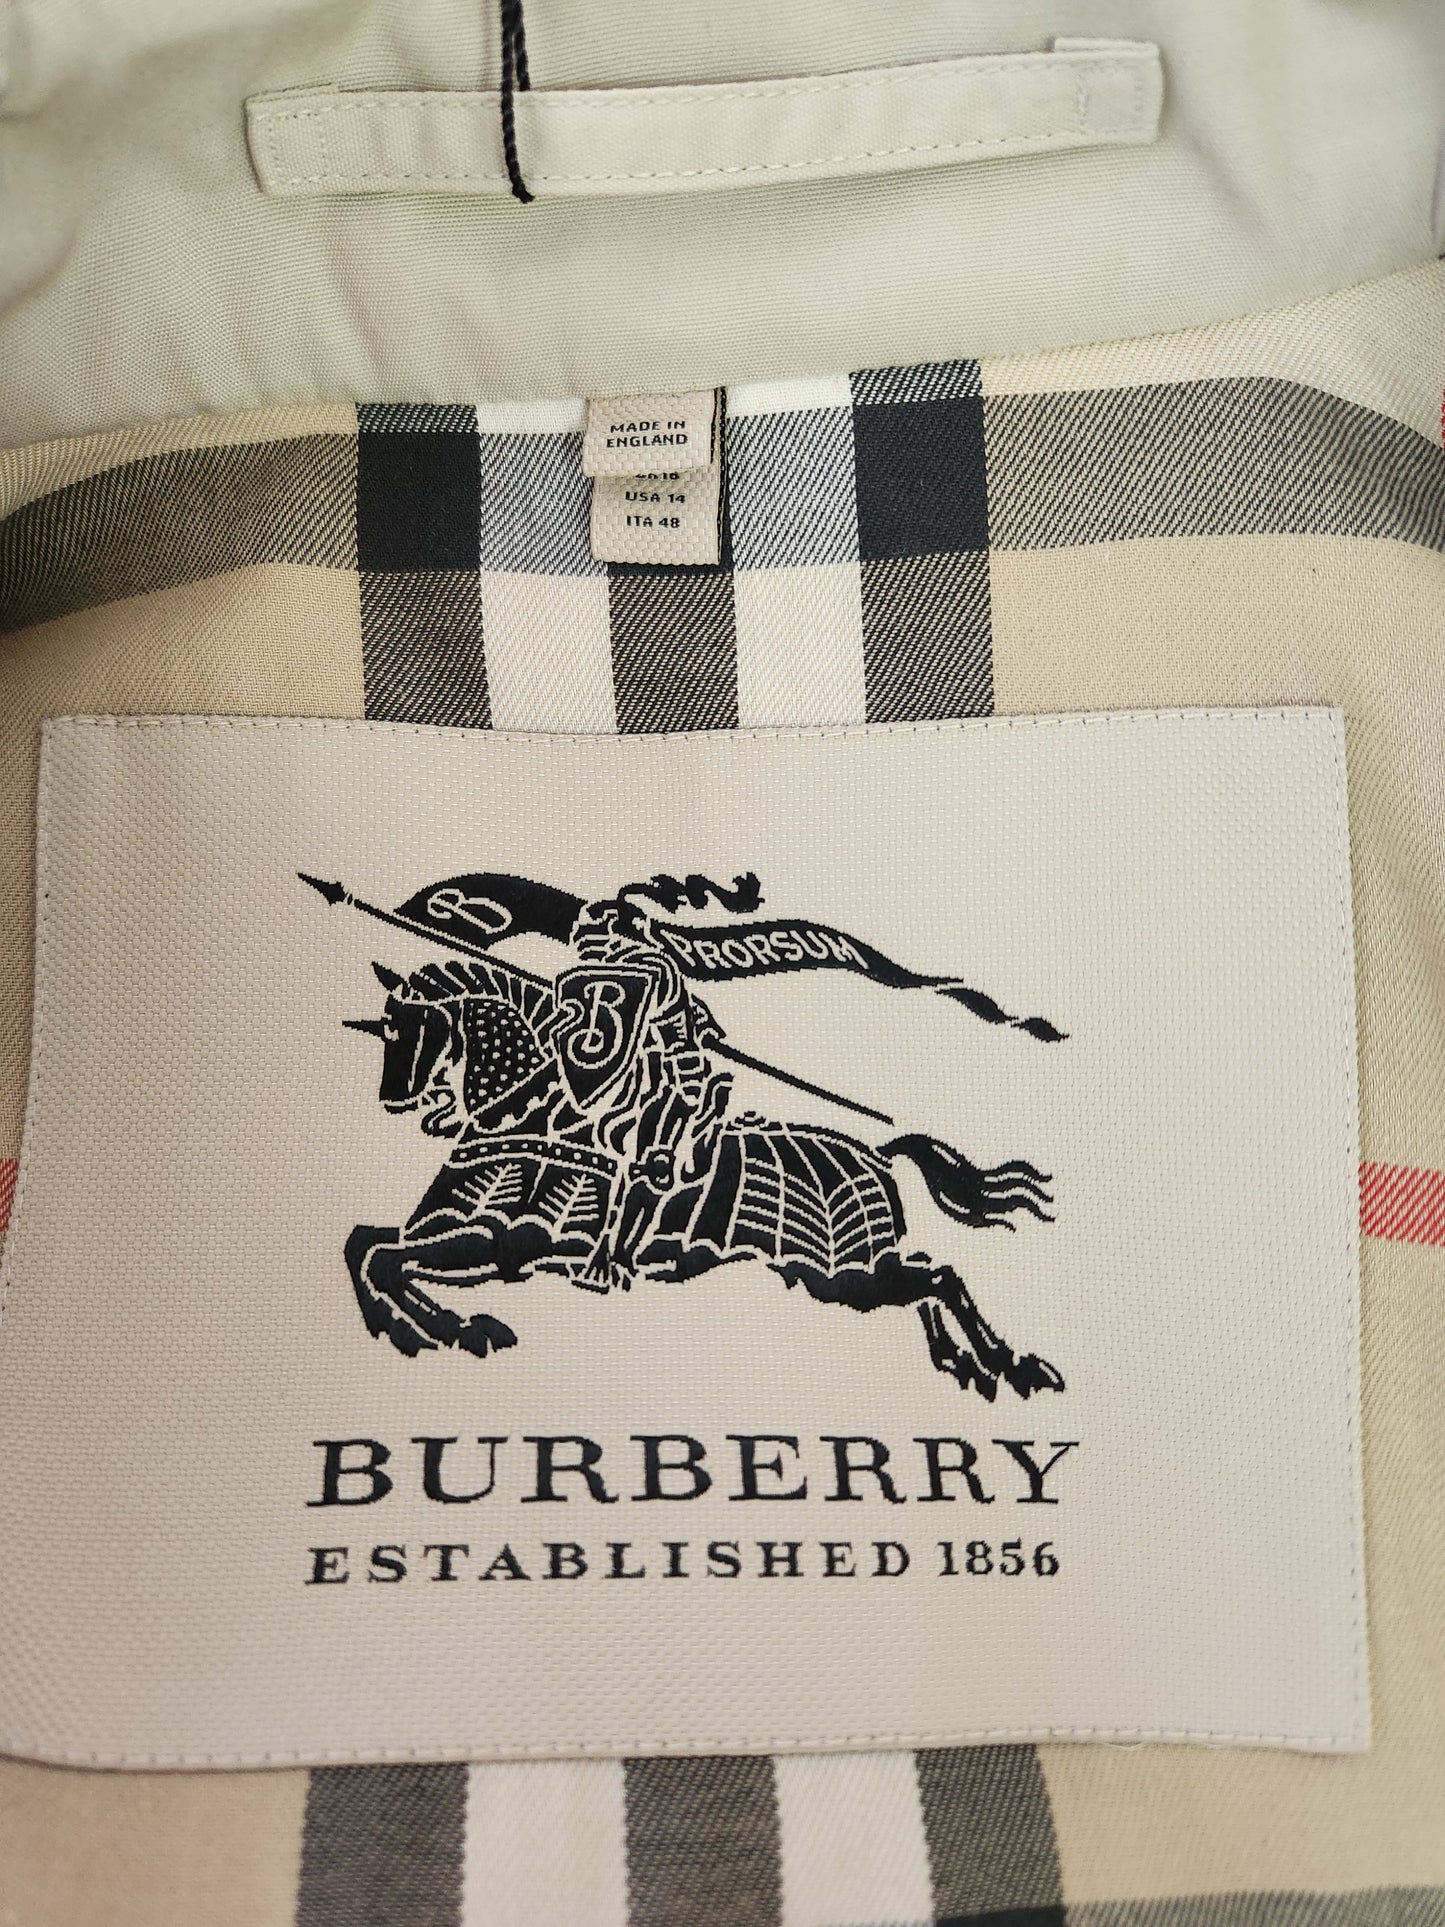 MADE IN
ENGLAND
USA 14
ITA 48
B
PRORSUM
B
BURBERRY
ESTABLISHED 1856